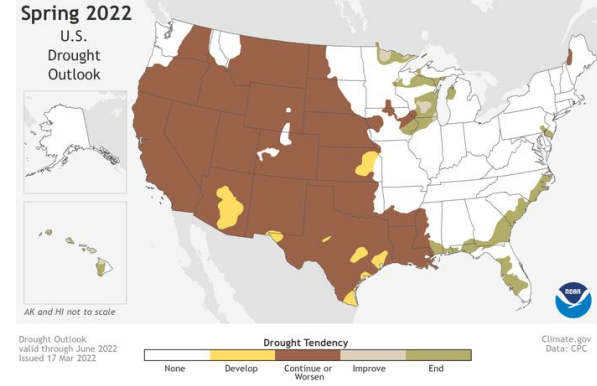 Spring 2022
U.S.
Drought
Outlook
AK and HI not to scale
NOAA
Drought Outlook
valid through June 2022
Issued 17 Mar 2022
Drought Tendency
None
Develop
Continue or
Worsen
Improve
End
Climate.gov
Data: CPC